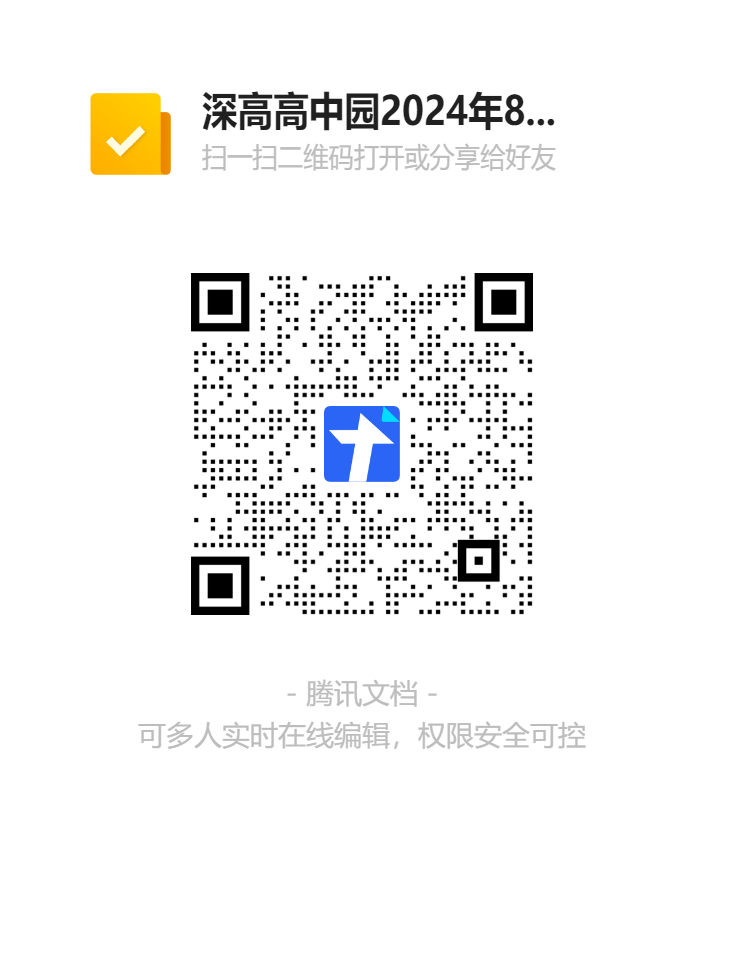 深高高中园2024年8...
扫一扫二维码打开或分享给好友
- 腾讯文档 -
可多人实时在线编辑，权限安全可控